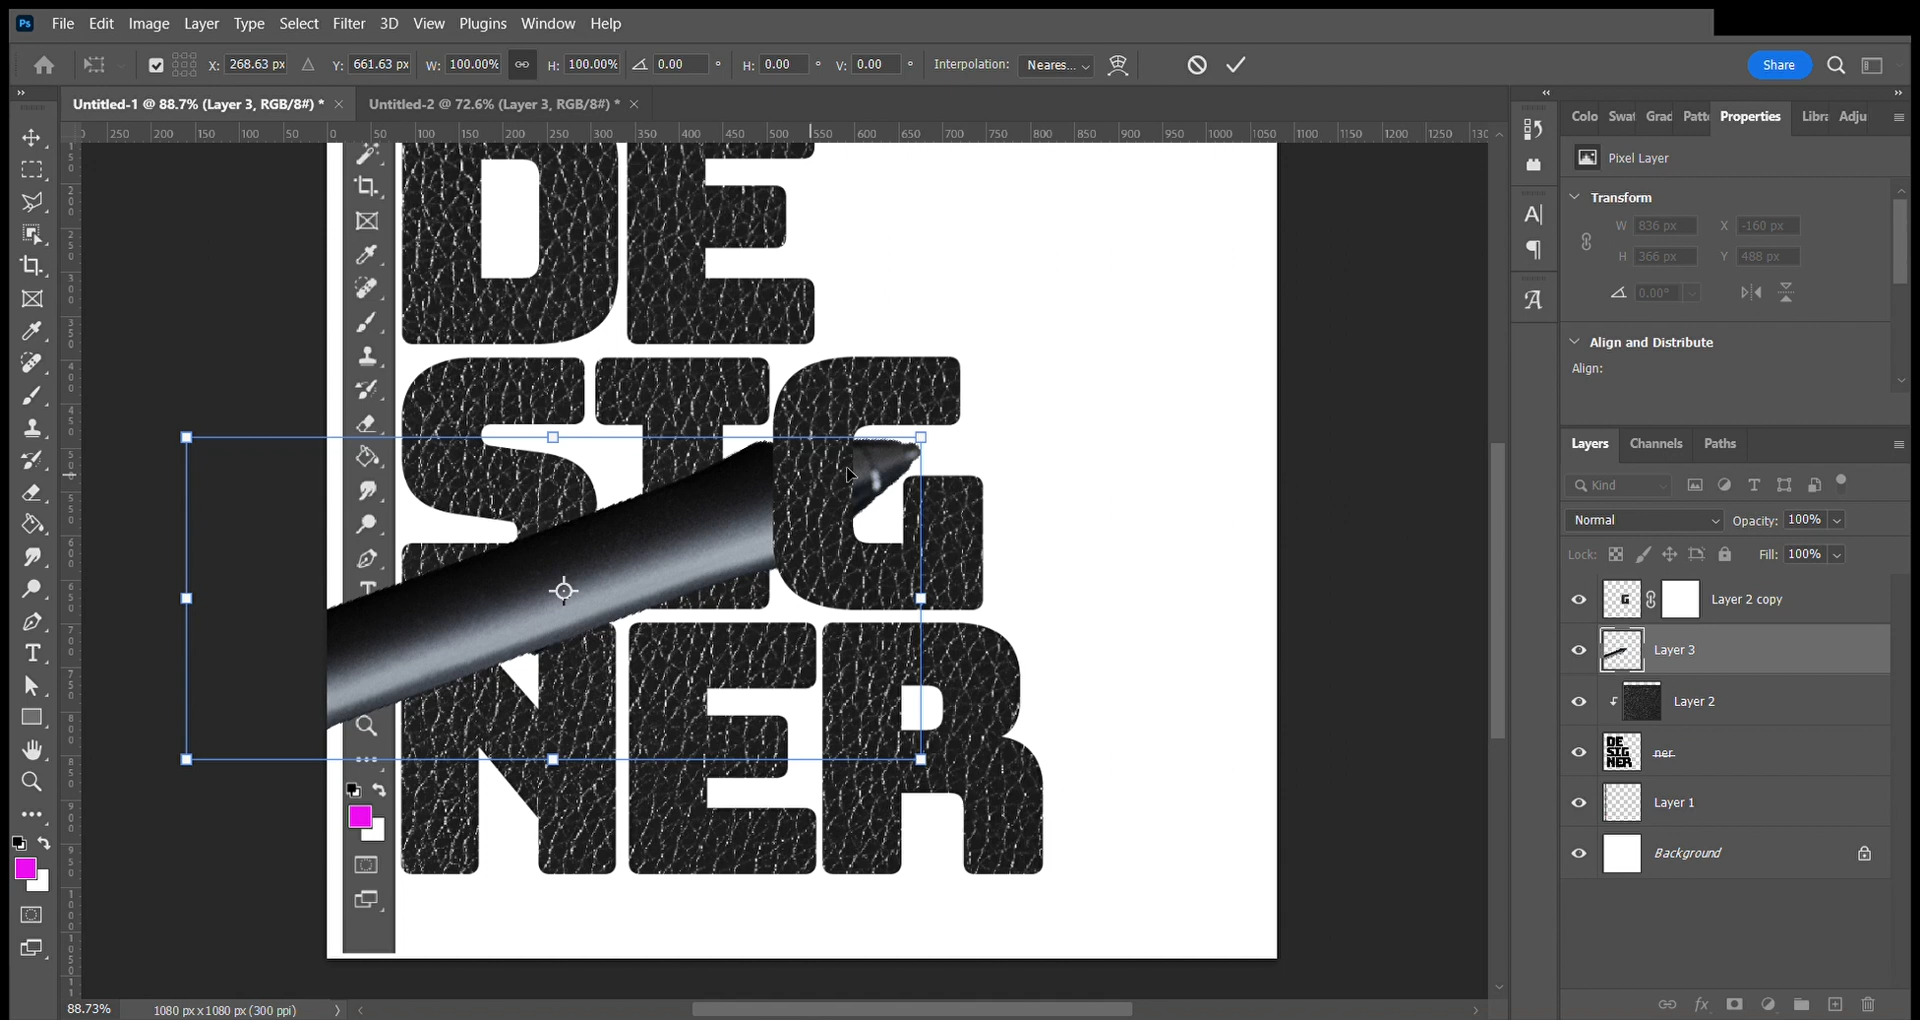 Ps File Edit Image Layer Type Select Filter 3D View Plugins Window Help
X: 268.63 px Y: 661.63 px W: 100.00% H: 100.00% 0.00 ° H: 0.00 ° V: 0.00 ° Interpolation: Neares... Share
Untitled-1 @ 88.7% (Layer 3, RGB/8#) * × Untitled-2 @ 72.6% (Layer 3, RGB/8#) * ×
250 200 150 100 50 0 50 100 150 200 250 300 350 400 450 500 550 600 650 700 750 800 850 900 950 1000 1050 1100 1150 1200 1250 130
Colo Swat Grad Patt Properties Libra Adju
Pixel Layer
Transform
W 836 px X -160 px
H 366 px Y 488 px
0.00°
Align and Distribute
Align:
DE
SIG
NER
Layers Channels Paths
Kind
Normal Opacity: 100%
Lock: Fill: 100%
Layer 2 copy
Layer 3
Layer 2
ner
Layer 1
Background
88.73% 1080 px x 1080 px (300 ppi)